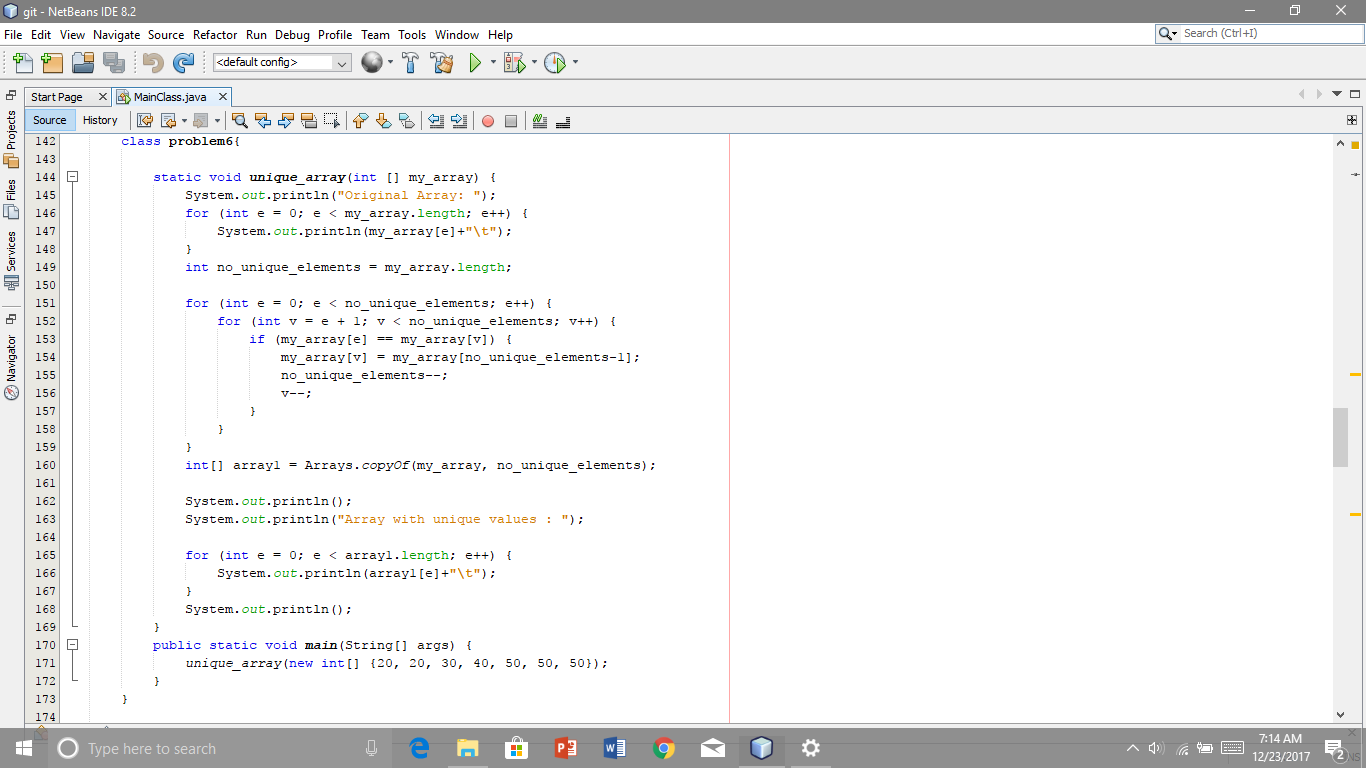 git - NetBeans IDE 8.2
File Edit View Navigate Source Refactor Run Debug Profile Team Tools Window Help
Search (Ctrl+I)
<default config>
Start Page
MainClass.java
Source History
Projects
Files
Services
Navigator
142 class problem6{
143
144 static void unique_array(int [] my_array) {
145 System.out.println("Original Array: ");
146 for (int e = 0; e < my_array.length; e++) {
147 System.out.println(my_array[e]+"\t");
148 }
149 int no_unique_elements = my_array.length;
150
151 for (int e = 0; e < no_unique_elements; e++) {
152 for (int v = e + 1; v < no_unique_elements; v++) {
153 if (my_array[e] == my_array[v]) {
154 my_array[v] = my_array[no_unique_elements-1];
155 no_unique_elements--;
156 v--;
157 }
158 }
159 }
160 int[] array1 = Arrays.copyOf(my_array, no_unique_elements);
161
162 System.out.println();
163 System.out.println("Array with unique values : ");
164
165 for (int e = 0; e < array1.length; e++) {
166 System.out.println(array1[e]+"\t");
167 }
168 System.out.println();
169 }
170 public static void main(String[] args) {
171 unique_array(new int[] {20, 20, 30, 40, 50, 50, 50});
172 }
173 }
174
Type here to search
7:14 AM
12/23/2017
2